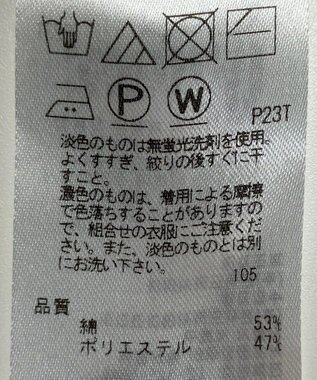 P W P23T
淡色のものは無蛍光洗剤を使用。
よくすすぎ、絞りの後すぐに干
すこと。
濃色のものは、着用による摩擦
で色落ちすることがありますの
で、組合せの衣服にご注意くだ
さい。また、淡色のものとは別
にお洗い下さい。
105
品質
綿 53%
ポリエステル 47%